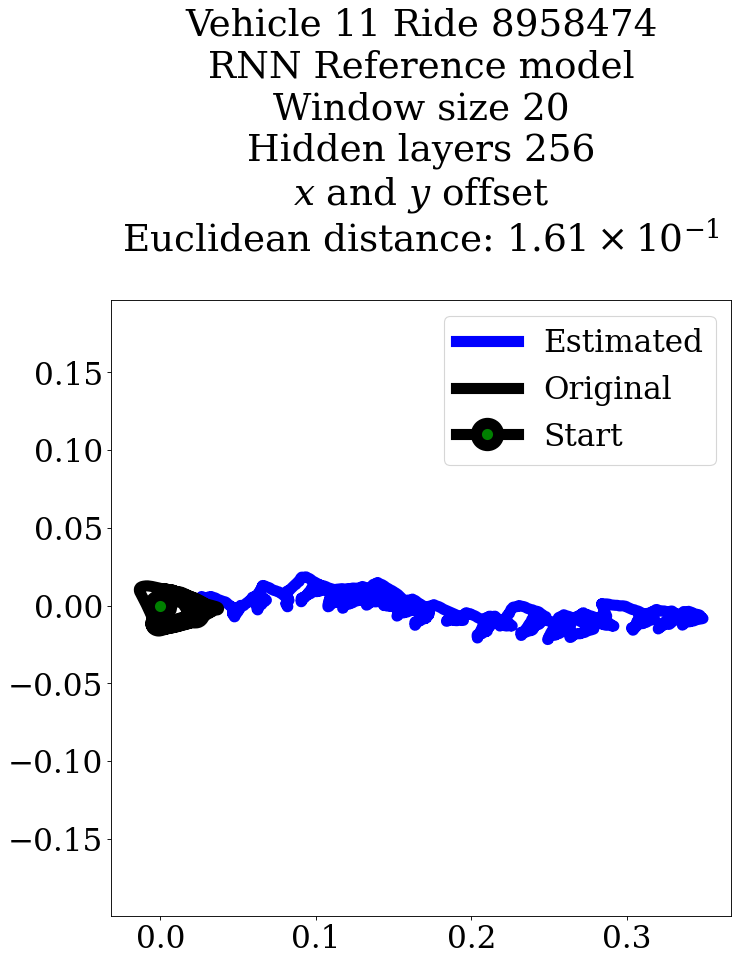 Vehicle 11 Ride 8958474
RNN Reference model
Window size 20
Hidden layers 256
x and y offset
Euclidean distance: 1.61 × 10⁻¹
Estimated
Original
Start
0.15
0.10
0.05
0.00
−0.05
−0.10
−0.15
0.0 0.1 0.2 0.3